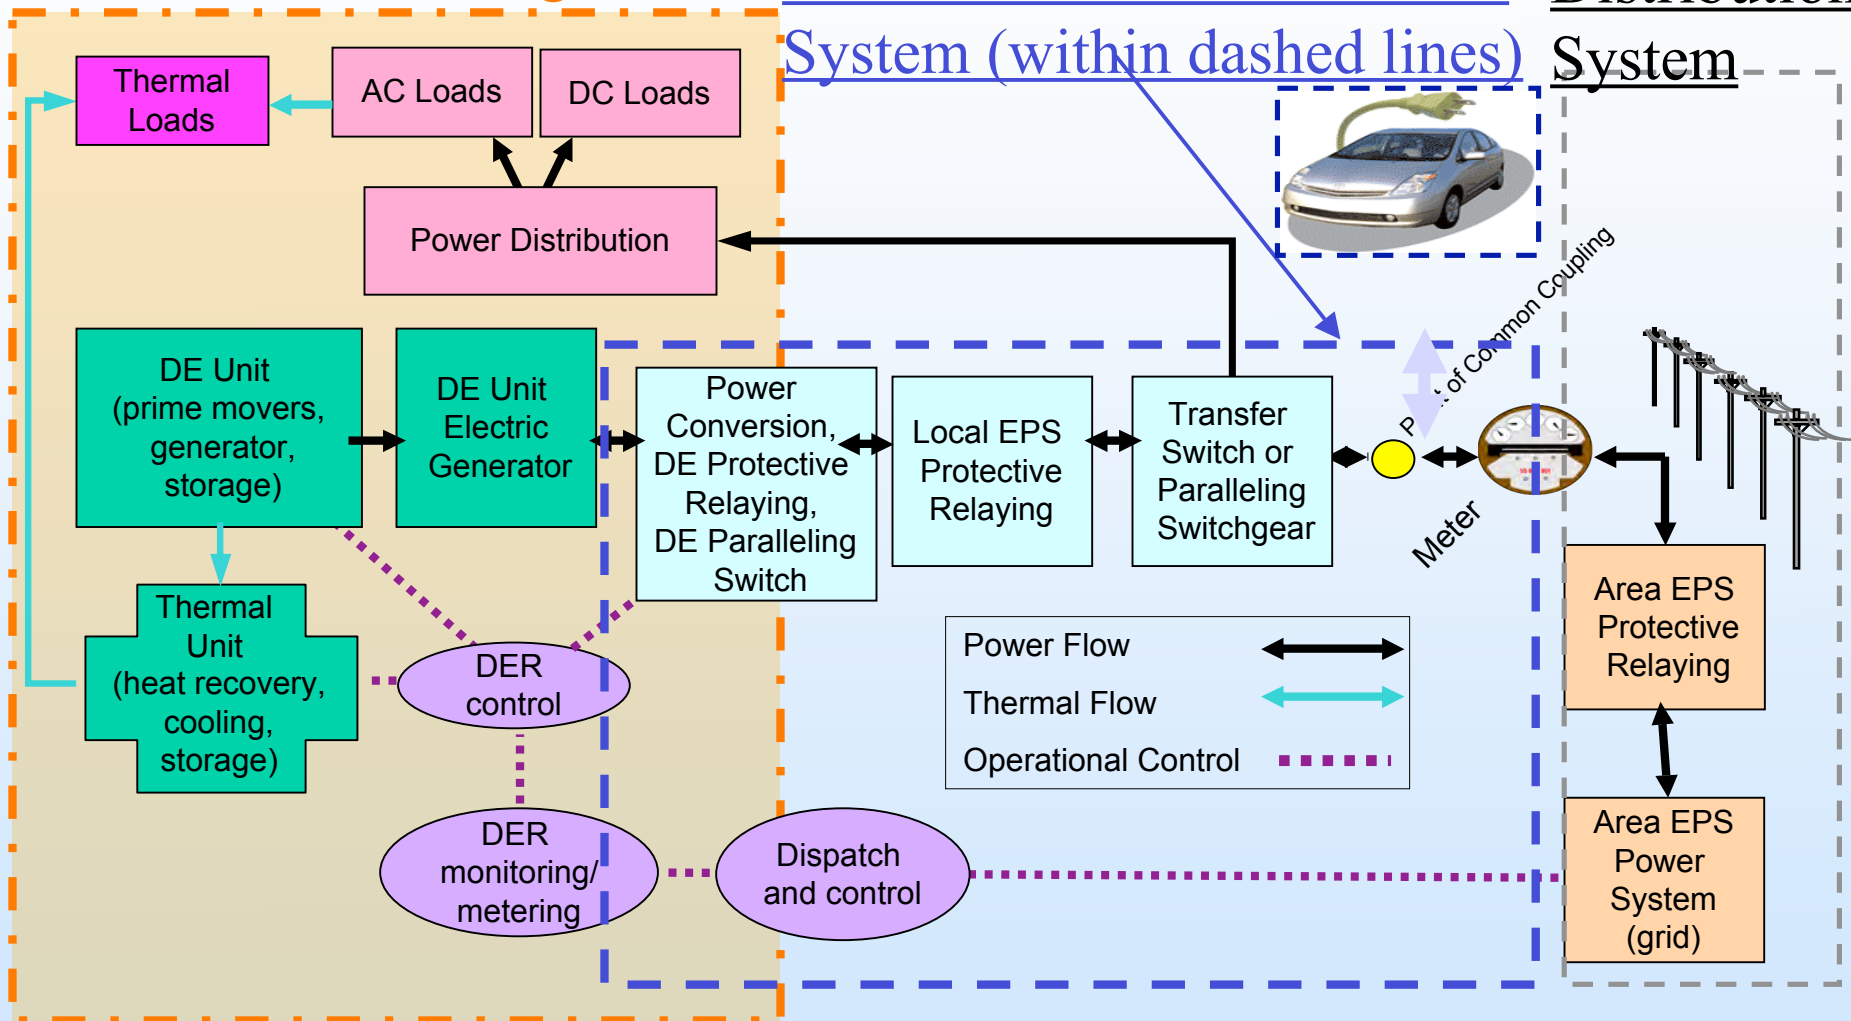 System (within dashed lines)
System
Thermal
Loads
AC Loads
DC Loads
Power Distribution
DE Unit
(prime movers,
generator,
storage)
DE Unit
Electric
Generator
Power
Conversion,
DE Protective
Relaying,
DE Paralleling
Switch
Local EPS
Protective
Relaying
Transfer
Switch or
Paralleling
Switchgear
of Common Coupling
Meter
Thermal
Unit
(heat recovery,
cooling,
storage)
DER
control
Power Flow
Thermal Flow
Operational Control
Area EPS
Protective
Relaying
DER
monitoring/
metering
Dispatch
and control
Area EPS
Power
System
(grid)